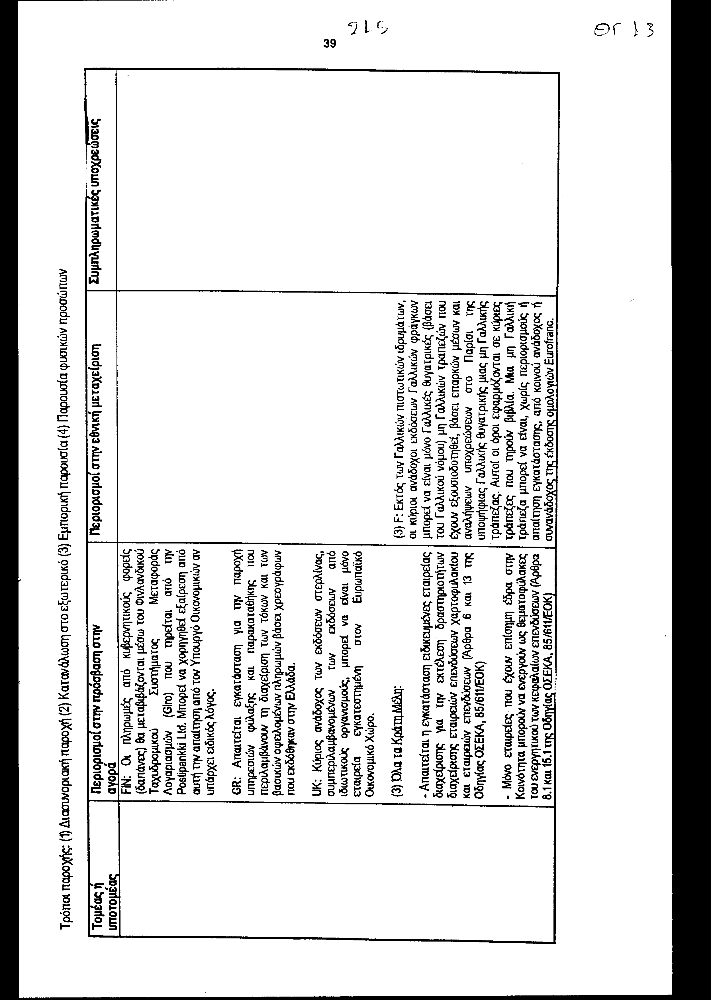 215
39
Τρόποι παροχής: (1) Διασυνοριακή παροχή (2) Κατανάλωση στο εξωτερικό (3) Εμπορική παρουσία (4) Παρουσία φυσικών προσώπων
Τομέας ή
υποτομέας
Περιορισμοί στην πρόσβαση στην
αγορά
Περιορισμοί στην εθνική μεταχείριση
Συμπληρωματικές υποχρεώσεις
FIN: Οι πληρωμές από κυβερνητικούς φορείς
(δαπάνες) θα μεταβιβάζονται μέσω του Φινλανδικού
Ταχυδρομικού Συστήματος Μεταφοράς
Λογαριασμών (Giro) που τηρείται από την
Postipankki Ltd. Μπορεί να χορηγηθεί εξαίρεση από
αυτή την απαίτηση από τον Υπουργό Οικονομικών αν
υπάρχει ειδικός λόγος.
GR: Απαιτείται εγκατάσταση για την παροχή
υπηρεσιών φύλαξης και παρακαταθήκης που
περιλαμβάνουν τη διαχείριση των τόκων και των
βασικών οφειλομένων πληρωμών βάσει χρεογράφων
που εκδόθηκαν στην Ελλάδα.
UK: Κύριος ανάδοχος των εκδόσεων στερλίνας,
συμπεριλαμβανομένων των εκδόσεων από
ιδιωτικούς οργανισμούς, μπορεί να είναι μόνο
εταιρεία εγκατεστημένη στον Ευρωπαϊκό
Οικονομικό Χώρο.
(3) Όλα τα Κράτη Μέλη:
- Απαιτείται η εγκατάσταση ειδικευμένες εταιρείας
διαχείρισης για την εκτέλεση δραστηριοτήτων
διαχείρισης εταιρειών επενδύσεων χαρτοφυλακίου
και εταιρειών επενδύσεων (Άρθρα 6 και 13 της
Οδηγίας ΟΣΕΚΑ, 85/611/ΕΟΚ)
- Μόνο εταιρείες που έχουν επίσημη έδρα στην
Κοινότητα μπορούν να ενεργούν ως θεματοφύλακες
του ενεργητικού των κεφαλαίων επενδύσεων (Άρθρα
8.1 και 15.1 της Οδηγίας ΟΣΕΚΑ, 85/611/ΕΟΚ)
(3) F: Εκτός των Γαλλικών πιστωτικών ιδρυμάτων,
οι κύριοι ανάδοχοι εκδόσεων Γαλλικών φράγκων
μπορεί να είναι μόνο Γαλλικές θυγατρικές (βάσει
του Γαλλικού νόμου) μη Γαλλικών τραπεζών που
έχουν εξουσιοδοτηθεί, βάσει επαρκών μέσων και
αναλήψεων υποχρεώσεων στο Παρίσι της
υποψήφιας Γαλλικής θυγατρικής μιας μη Γαλλικής
τράπεζας. Αυτοί οι όροι εφαρμόζονται σε κύριες
τράπεζες που τηρούν βιβλία. Μια μη Γαλλική
τράπεζα μπορεί να είναι, χωρίς περιορισμούς ή
απαίτηση εγκατάστασης, από κοινού ανάδοχος ή
συνανάδοχος της έκδοσης ομολογιών Eurofranc.